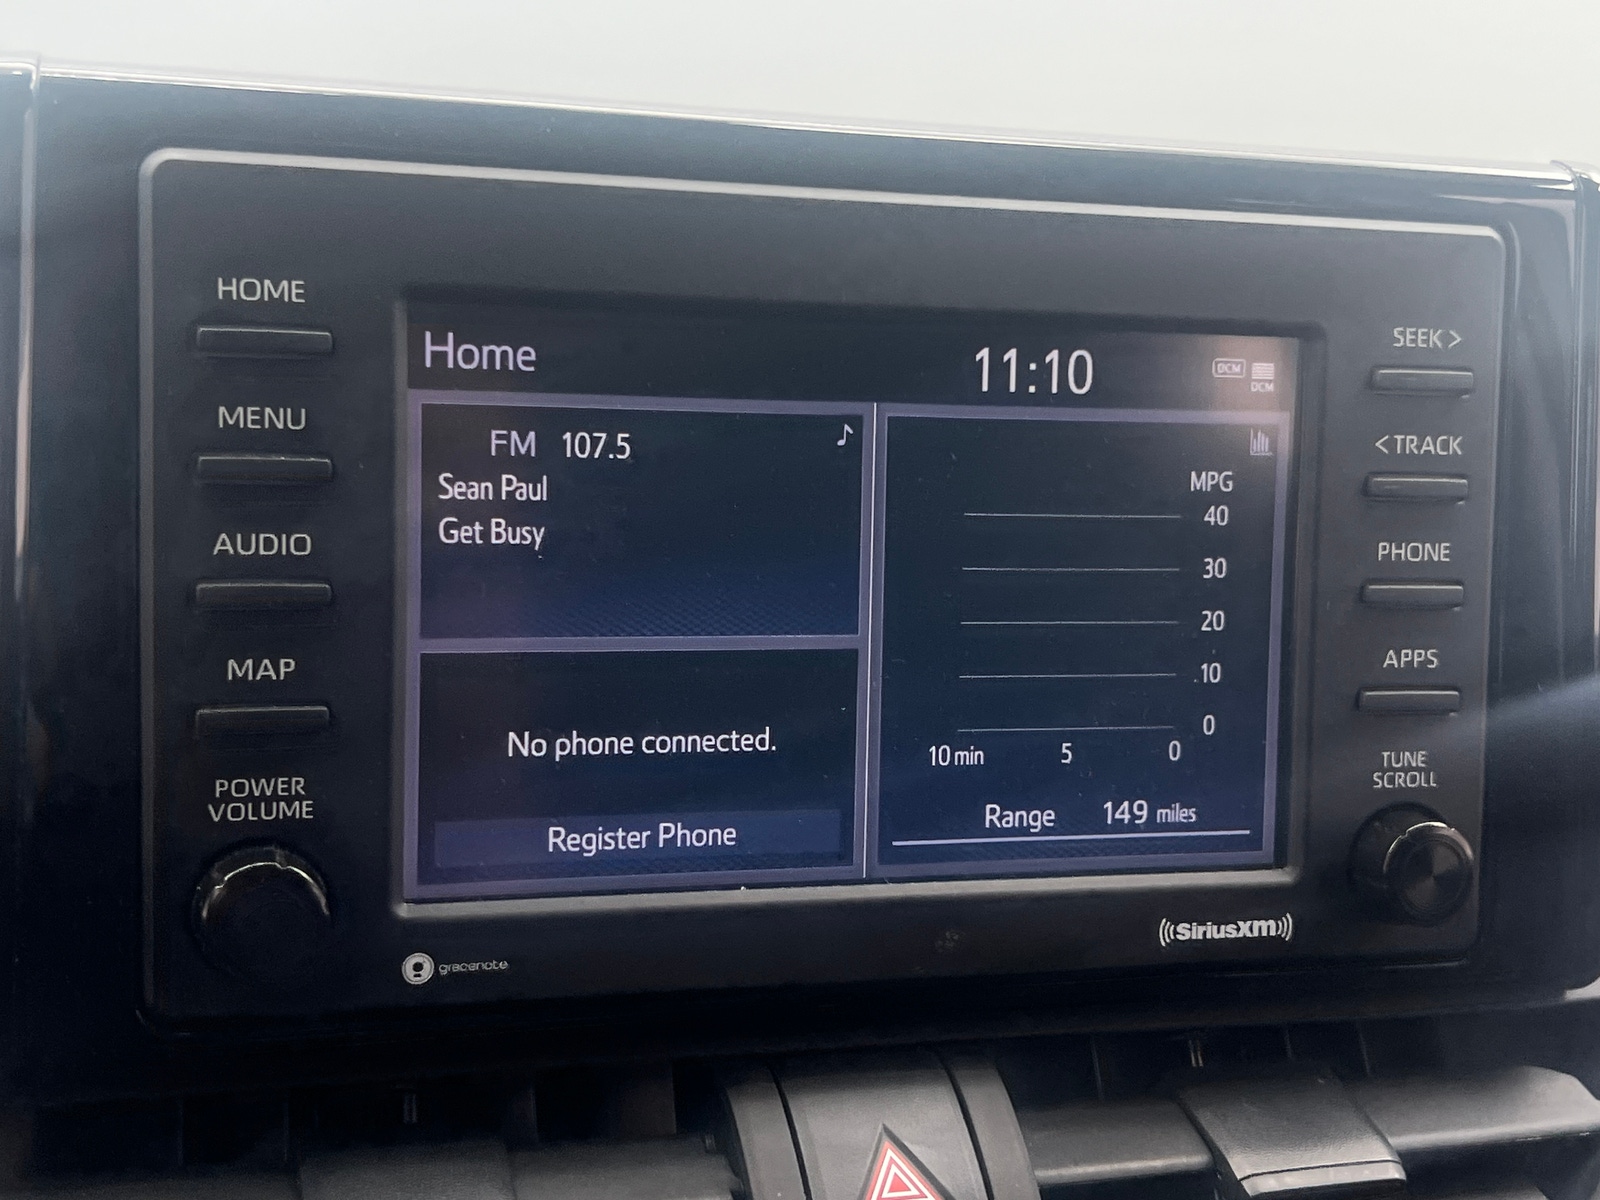 HOME
MENU
AUDIO
MAP
POWER
VOLUME
Home
11:10
DCM
DCM
FM 107.5
Sean Paul
Get Busy
No phone connected.
Register Phone
MPG
40
30
20
10
0
10 min 5 0
Range 149 miles
SEEK >
< TRACK
PHONE
APPS
TUNE
SCROLL
gracenote
((SiriusXM))